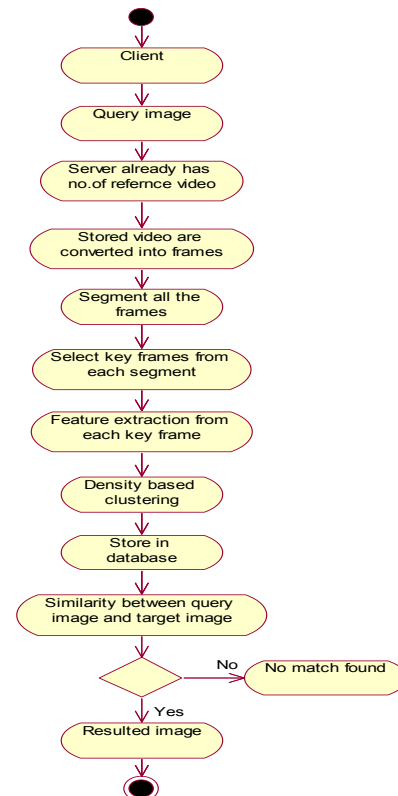 Client
Query image
Server already has
no.of refernce video
Stored video are
converted into frames
Segment all the
frames
Select key frames from
each segment
Feature extraction from
each key frame
Density based
clustering
Store in
database
Similarity between query
image and target image
No
No match found
Yes
Resulted image